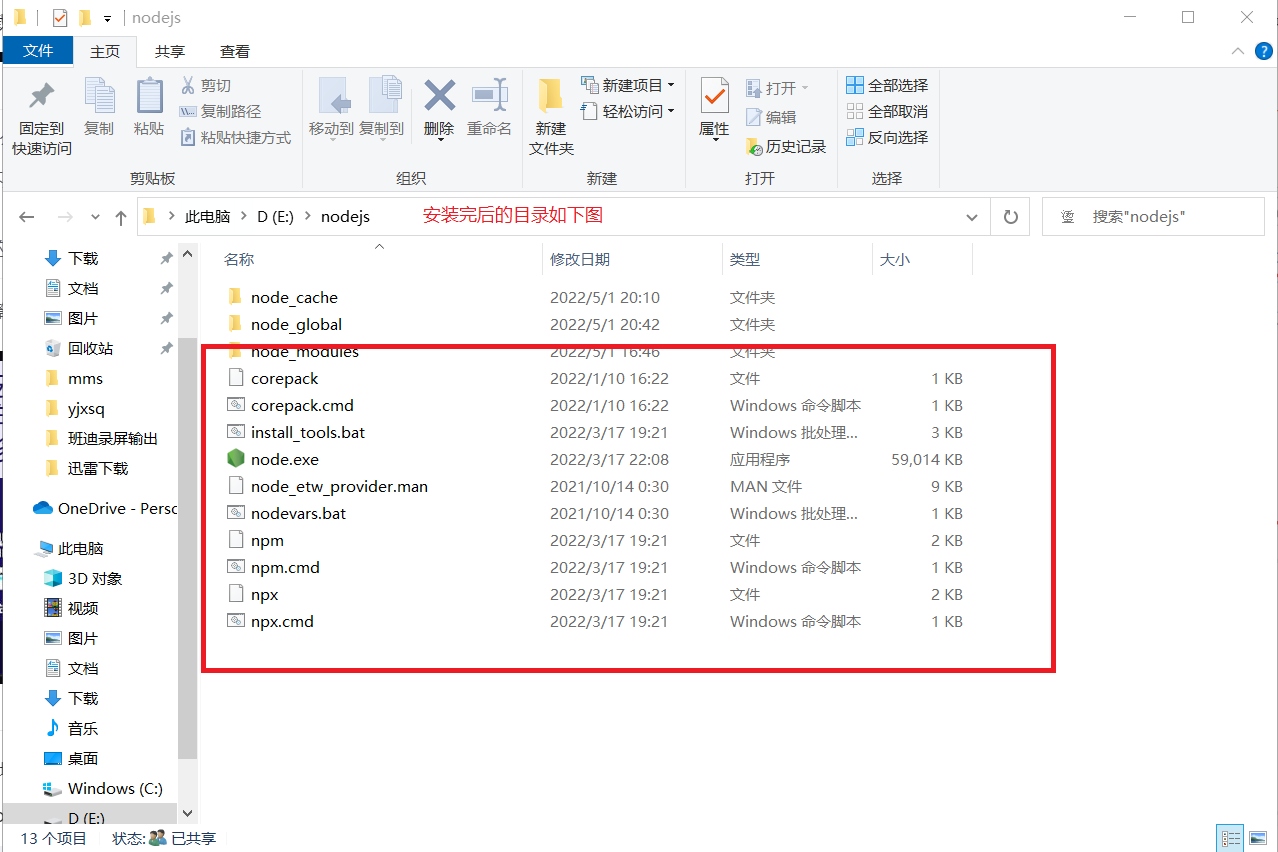 nodejs
文件 主页 共享 查看
固定到
快速访问
复制
粘贴
剪切
复制路径
粘贴快捷方式
剪贴板
移动到 复制到 删除 重命名
组织
新建
文件夹
新建项目
轻松访问
新建
属性
打开
编辑
历史记录
打开
全部选择
全部取消
反向选择
选择
此电脑 > D (E:) > nodejs
安装完后的目录如下图
搜索"nodejs"
下载
文档
图片
回收站
mms
yjxsq
班迪录屏输出
迅雷下载
OneDrive - Persc
此电脑
3D 对象
视频
图片
文档
下载
音乐
桌面
Windows (C:)
D (E:)
名称 修改日期 类型 大小
node_cache 2022/5/1 20:10 文件夹
node_global 2022/5/1 20:42 文件夹
node_modules 2022/5/1 16:46 文件夹
corepack 2022/1/10 16:22 文件 1 KB
corepack.cmd 2022/1/10 16:22 Windows 命令脚本 1 KB
install_tools.bat 2022/3/17 19:21 Windows 批处理... 3 KB
node.exe 2022/3/17 22:08 应用程序 59,014 KB
node_etw_provider.man 2021/10/14 0:30 MAN 文件 9 KB
nodevars.bat 2021/10/14 0:30 Windows 批处理... 1 KB
npm 2022/3/17 19:21 文件 2 KB
npm.cmd 2022/3/17 19:21 Windows 命令脚本 1 KB
npx 2022/3/17 19:21 文件 2 KB
npx.cmd 2022/3/17 19:21 Windows 命令脚本 1 KB
13 个项目 状态: 已共享